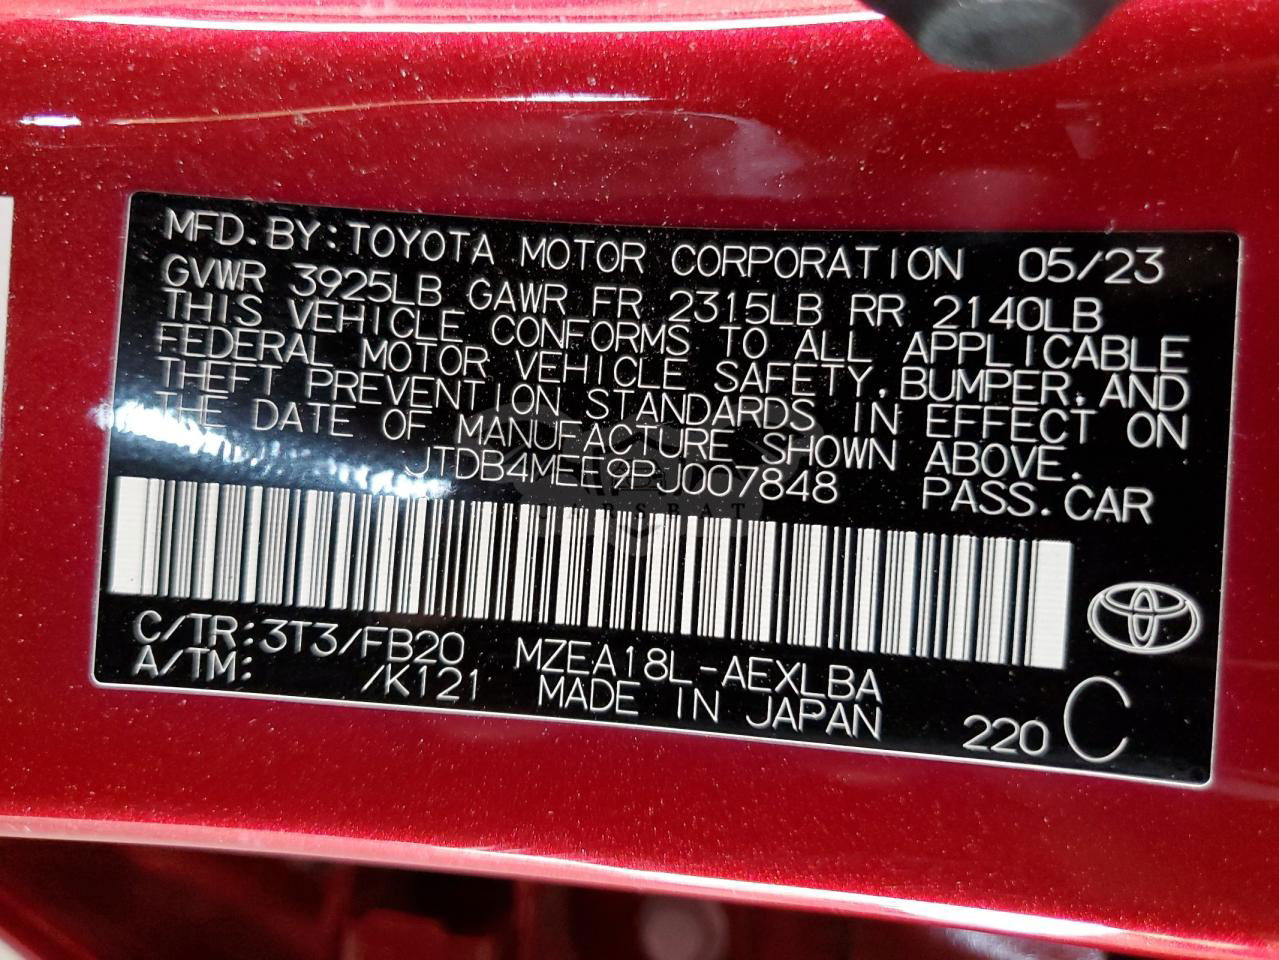 MFD.BY:TOYOTA MOTOR CORPORATION 05/23
GVWR 3925LB GAWR FR 2315LB RR 2140LB
THIS VEHICLE CONFORMS TO ALL APPLICABLE
FEDERAL MOTOR VEHICLE SAFETY,BUMPER,AND
THEFT PREVENTION STANDARDS IN EFFECT ON
THE DATE OF MANUFACTURE SHOWN ABOVE.
JTDB4MEE9PJ007848 PASS.CAR
C/TR:3T3/FB20 MZEA18L-AEXLBA
A/TM: /K121 MADE IN JAPAN 220 C